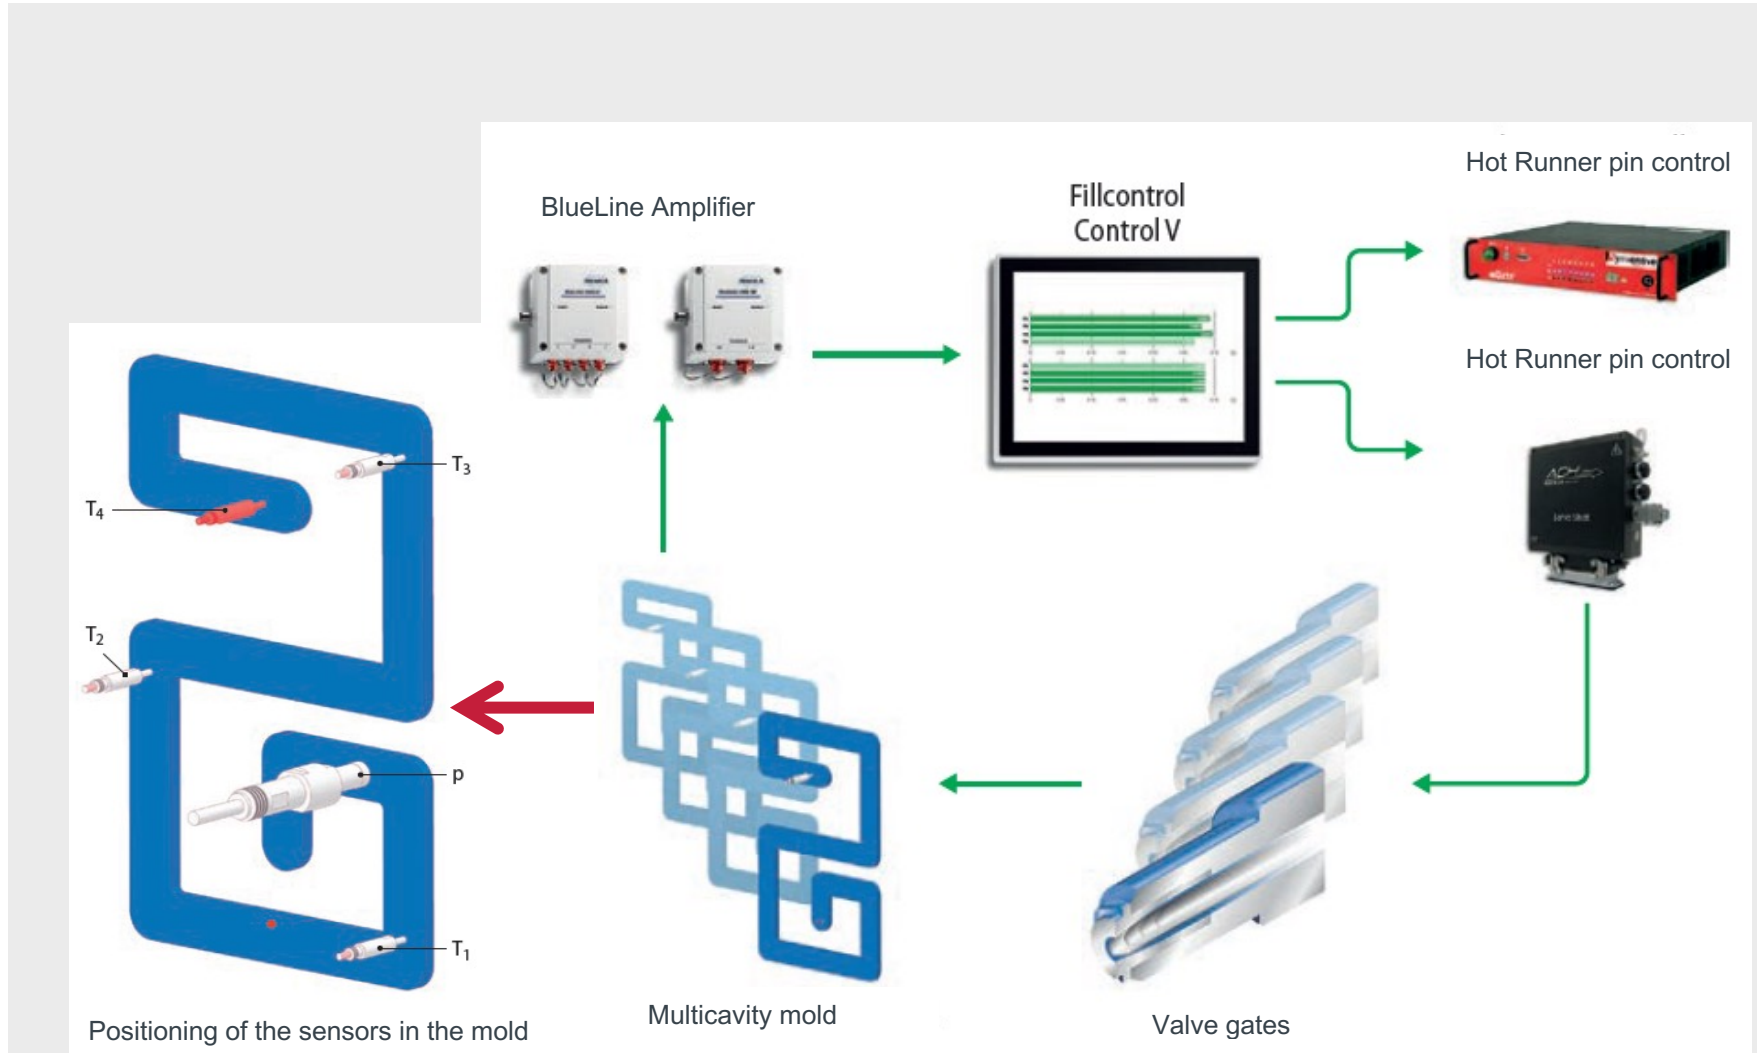 Hot Runner pin control
BlueLine Amplifier
Fillcontrol
Control V
Hot Runner pin control
T3
T4
T2
p
T1
Positioning of the sensors in the mold
Multicavity mold
Valve gates